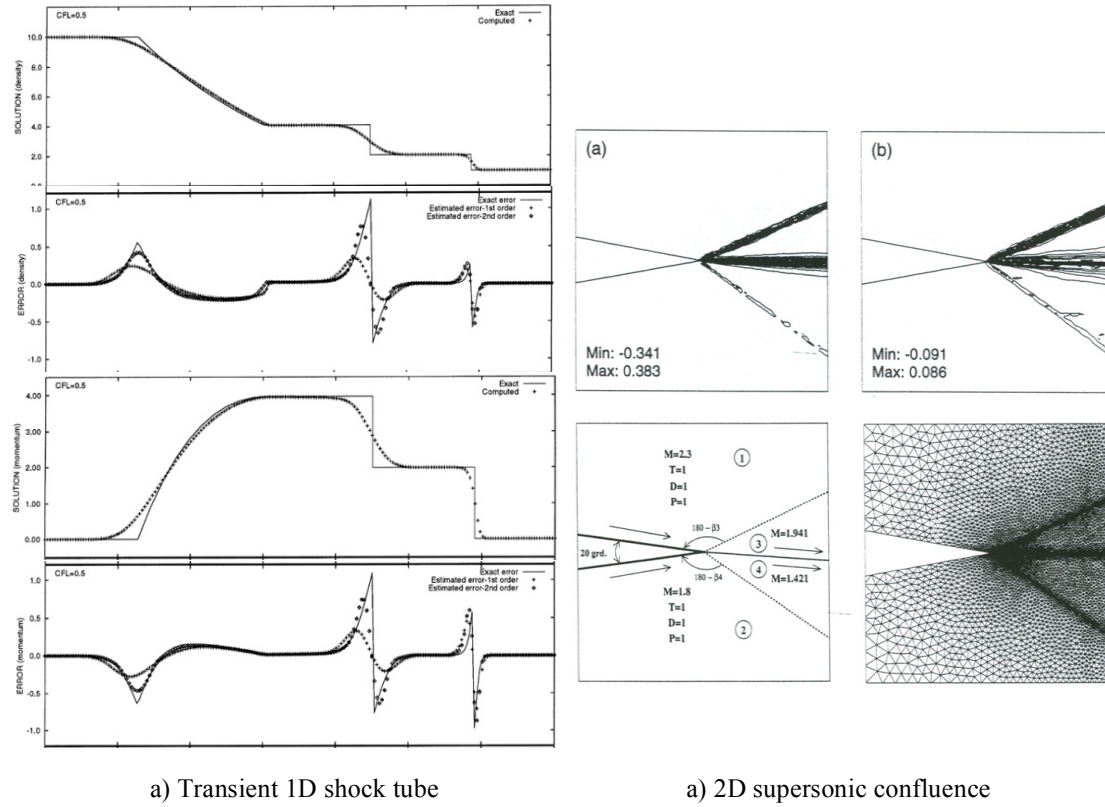 CFL=0.5
Exact
Computed
10.0
8.0
6.0
4.0
2.0
0.0
SOLUTION (density)
CFL=0.5
Exact error
Estimated error-1st order
Estimated error-2nd order
1.0
0.5
0.0
-0.5
-1.0
ERROR (density)
CFL=0.5
Exact
Computed
4.00
3.00
2.00
1.00
0.00
SOLUTION (momentum)
CFL=0.5
Exact error
Estimated error-1st order
Estimated error-2nd order
1.0
0.5
0.0
-0.5
-1.0
ERROR (momentum)
(a)
Min: -0.341
Max: 0.383
(b)
Min: -0.091
Max: 0.086
M=2.3
T=1
D=1
P=1
1
180 – β3
3
M=1.941
20 grd.
4
180 – β4
M=1.421
M=1.8
T=1
D=1
P=1
2
a) Transient 1D shock tube
a) 2D supersonic confluence